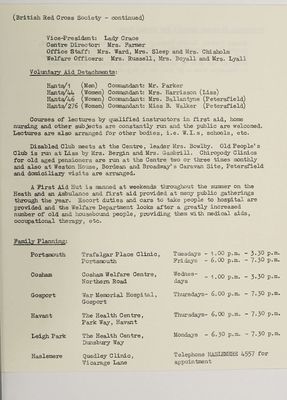 (British Red Cross Society - continued)
Vice-President: Lady Grace
Centre Director: Mrs. Farmer
Office Staff: Mrs. Ward, Mrs. Sleep and Mrs. Chisholm
Welfare Officers: Mrs. Russell, Mrs. Boyall and Mrs. Lyall
Voluntary Aid Detachments:
Hants/1 (Men) Commandant: Mr. Parker
Hants/44 (Women) Commandant: Mrs. Harrisson (Liss)
Hants/46 (Women) Commandant: Mrs. Ballantyne (Petersfield)
Hants/276 (Women) Commandant: Miss R. Walker (Petersfield)
Courses of lectures by qualified instructors in first aid, home
nursing and other subjects are constantly run and the public are welcomed.
Lectures are also arranged for other bodies, i.e. W.I.s, schools, etc.
Disabled Club meets at the Centre, leader Mrs. Bowlby. Old People's
Club is run at Liss by Mrs. Bergin and Mrs. Gaskrill. Chiropody Clinics
for old aged pensioners are run at the Centre two or three times monthly
and also at Weston House, Bordean and Broadway's Caravan Site, Petersfield
and domiciliary visits are arranged.
A First Aid Hut is manned at weekends throughout the summer on the
Heath and an Ambulance and first aid provided at many public gatherings
through the year. Escort duties and cars to take people to hospital are
provided and the Welfare Department looks after a greatly increased
number of old and housebound people, providing them with medical aids,
occupational therapy, etc.
Family Planning:
Portsmouth Trafalgar Place Clinic, Tuesdays - 1.00 p.m. - 3.30 p.m.
Portsmouth Fridays - 6.00 p.m. - 7.30 p.m.
Cosham Cosham Welfare Centre, Wednes- - 1.00 p.m. - 3.30 p.m.
Northern Road days
Gosport War Memorial Hospital, Thursdays- 6.00 p.m. - 7.30 p.m.
Gosport
Havant The Health Centre, Thursdays- 6.00 p.m. - 7.30 p.m.
Park Way, Havant
Leigh Park The Health Centre, Mondays - 6.30 p.m. - 7.30 p.m.
Dunsbury Way
Haslemere Quedley Clinic, Telephone HASLEMERE 4557 for
Vicarage Lane appointment